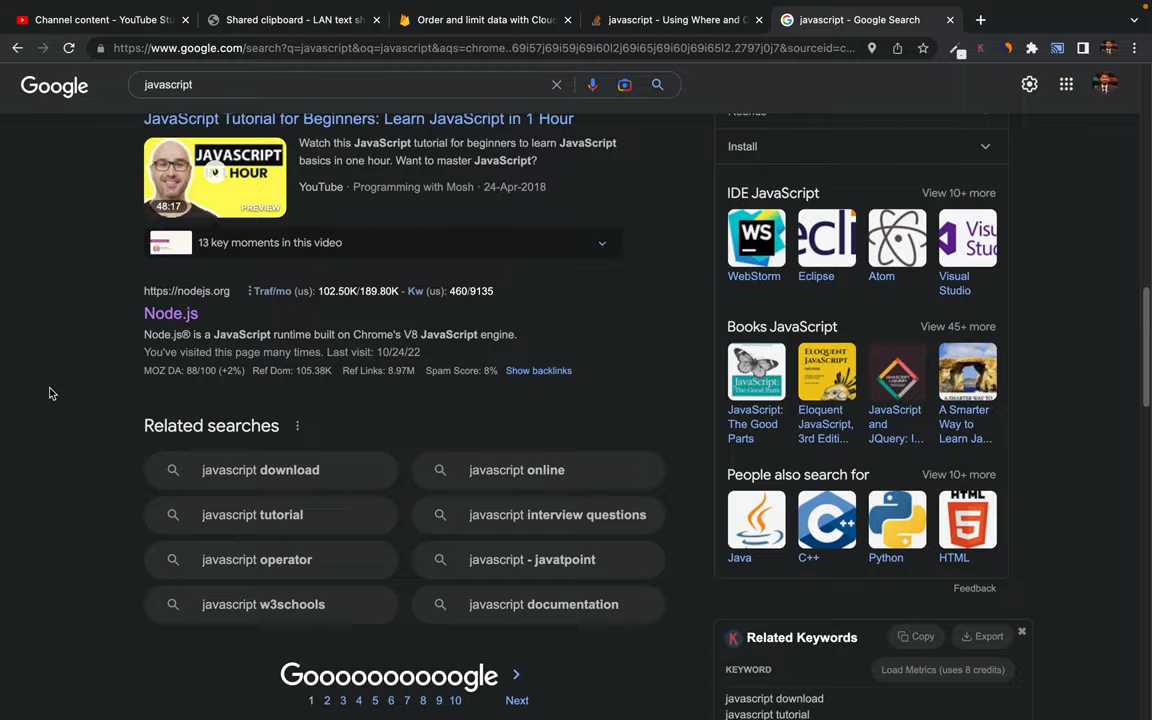 Channel content - YouTube Stu
Shared clipboard - LAN text sh
Order and limit data with Clou
javascript - Using Where and O
javascript - Google Search
https://www.google.com/search?q=javascript&oq=javascript&aqs=chrome..69i57j69i59j69i60l2j69i65j69i60j69i65l2.2797j0j7&sourceid=c...
Google
javascript
JavaScript Tutorial for Beginners: Learn JavaScript in 1 Hour
JAVASCRIPT
HOUR
48:17
PREVIEW
Watch this JavaScript tutorial for beginners to learn JavaScript
basics in one hour. Want to master JavaScript?
YouTube · Programming with Mosh · 24-Apr-2018
13 key moments in this video
https://nodejs.org
Traf/mo (us): 102.50K/189.80K - Kw (us): 460/9135
Node.js
Node.js® is a JavaScript runtime built on Chrome's V8 JavaScript engine.
You've visited this page many times. Last visit: 10/24/22
MOZ DA: 88/100 (+2%) Ref Dom: 105.38K Ref Links: 8.97M Spam Score: 8% Show backlinks
Related searches
javascript download
javascript online
javascript tutorial
javascript interview questions
javascript operator
javascript - javatpoint
javascript w3schools
javascript documentation
Goooooooooogle
1 2 3 4 5 6 7 8 9 10 Next
Install
IDE JavaScript
View 10+ more
WS
ecli
Visu
Stud
WebStorm
Eclipse
Atom
Visual
Studio
Books JavaScript
View 45+ more
JavaScript:
The Good
Parts
Eloquent
JavaScript,
3rd Editi...
JavaScript
and
JQuery: I...
A Smarter
Way to
Learn Ja...
People also search for
View 10+ more
HTML
Java
C++
Python
HTML
Feedback
K
Related Keywords
Copy
Export
KEYWORD
Load Metrics (uses 8 credits)
javascript download
javascript tutorial